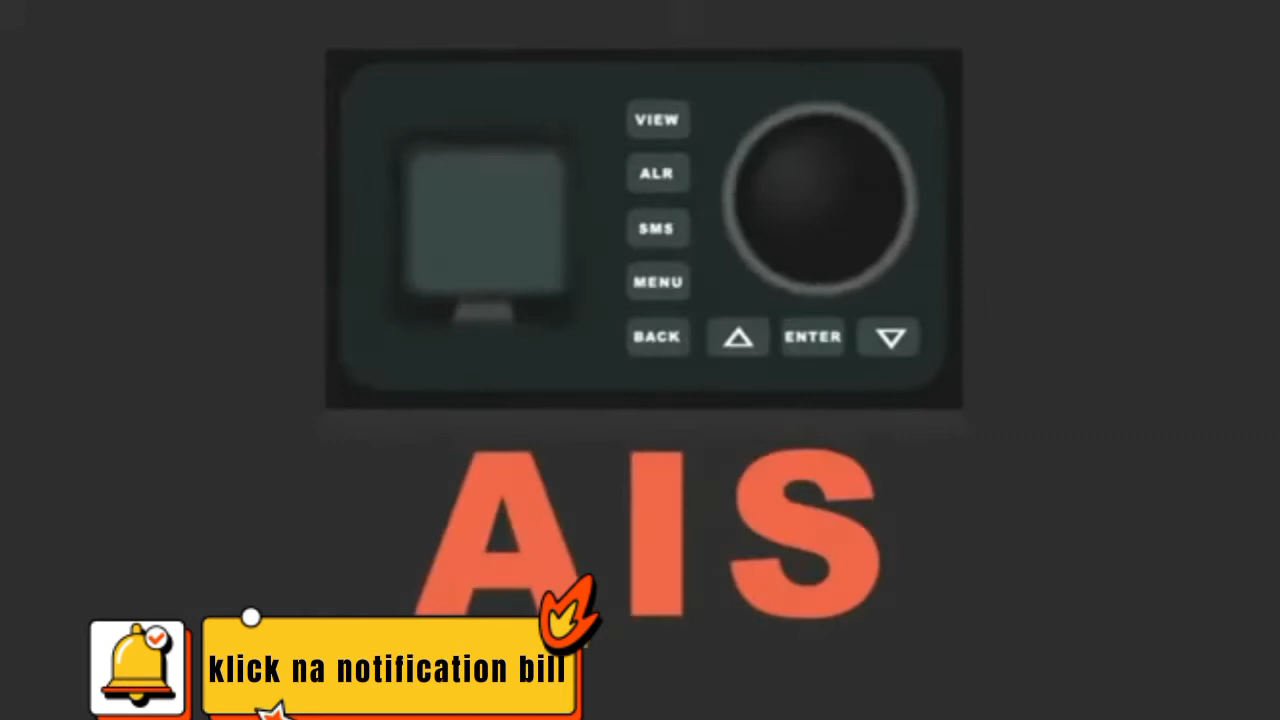 VIEW
ALR
SMS
MENU
BACK
ENTER
AIS
klick na notification bill